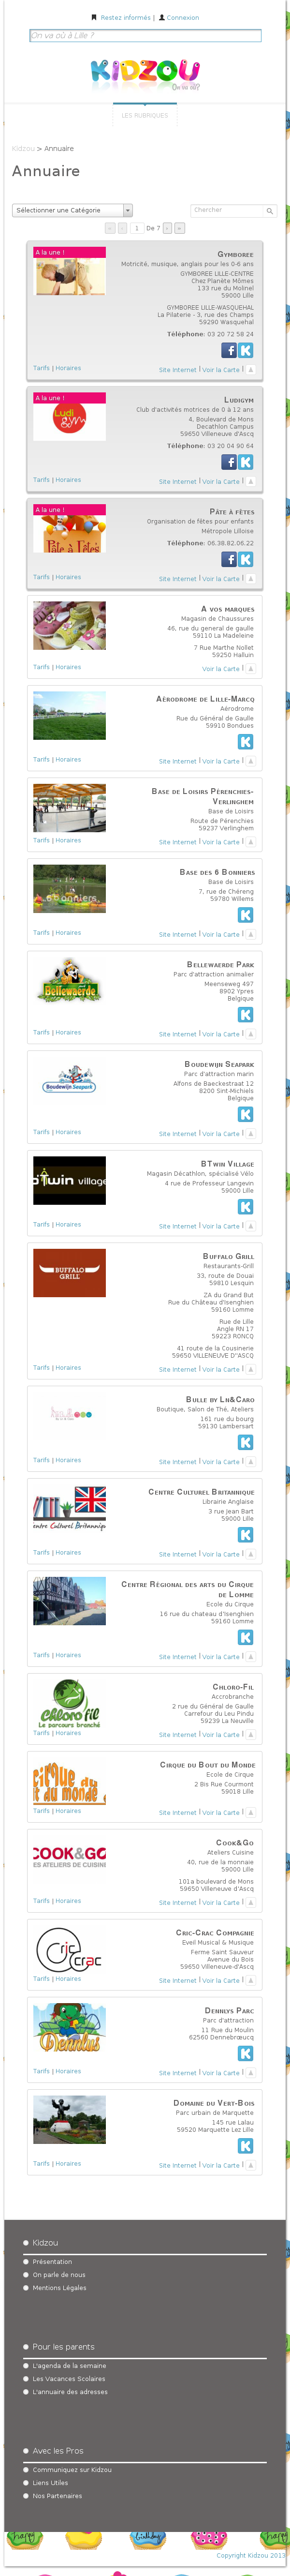 Restez informés | Connexion
On va où à Lille ?
KIDZOU
On va où?
LES RUBRIQUES
Kidzou > Annuaire
Annuaire
Sélectionner une Catégorie
Chercher
1 De 7
A la une !
Gymboree
Motricité, musique, anglais pour les 0-6 ans
GYMBOREE LILLE-CENTRE
Chez Planète Mômes
133 rue du Molinel
59000 Lille
GYMBOREE LILLE-WASQUEHAL
La Pilaterie - 3, rue des Champs
59290 Wasquehal
Téléphone: 03 20 72 58 24
Tarifs | Horaires
Site Internet | Voir la Carte |
A la une !
Ludigym
Club d'activités motrices de 0 à 12 ans
4, Boulevard de Mons
Decathlon Campus
59650 Villeneuve d'Ascq
Téléphone: 03 20 04 90 64
Tarifs | Horaires
Site Internet | Voir la Carte |
A la une !
Pâte à fêtes
Organisation de fêtes pour enfants
Métropole Lilloise
Téléphone: 06.38.82.06.22
Tarifs | Horaires
Site Internet | Voir la Carte |
A vos marques
Magasin de Chaussures
46, rue du general de gaulle
59110 La Madeleine
7 Rue Marthe Nollet
59250 Halluin
Tarifs | Horaires
Voir la Carte |
Aérodrome de Lille-Marcq
Aérodrome
Rue du Général de Gaulle
59910 Bondues
Tarifs | Horaires
Site Internet | Voir la Carte |
Base de Loisirs Pérenchies-
Verlinghem
Base de Loisirs
Route de Pérenchies
59237 Verlinghem
Tarifs | Horaires
Site Internet | Voir la Carte |
Base des 6 Bonniers
Base de Loisirs
7, rue de Chéreng
59780 Willems
Tarifs | Horaires
Site Internet | Voir la Carte |
Bellewaerde Park
Parc d'attraction animalier
Meenseweg 497
8902 Ypres
Belgique
Tarifs | Horaires
Site Internet | Voir la Carte |
Boudewijn Seapark
Parc d'attraction marin
Alfons de Baeckestraat 12
8200 Sint-Michiels
Belgique
Tarifs | Horaires
Site Internet | Voir la Carte |
BTwin Village
Magasin Décathlon, spécialisé Vélo
4 rue de Professeur Langevin
59000 Lille
Tarifs | Horaires
Site Internet | Voir la Carte |
BUFFALO
GRILL
Buffalo Grill
Restaurants-Grill
33, route de Douai
59810 Lesquin
ZA du Grand But
Rue du Château d'Isenghien
59160 Lomme
Rue de Lille
Angle RN 17
59223 RONCQ
41 route de la Cousinerie
59650 VILLENEUVE D"ASCQ
Tarifs | Horaires
Site Internet | Voir la Carte |
Bulle by Ln&Caro
Boutique, Salon de Thé, Ateliers
161 rue du bourg
59130 Lambersart
Tarifs | Horaires
Site Internet | Voir la Carte |
Centre Culturel Britannique
Librairie Anglaise
3 rue Jean Bart
59000 Lille
Tarifs | Horaires
Site Internet | Voir la Carte |
Centre Régional des arts du Cirque
de Lomme
Ecole du Cirque
16 rue du chateau d'Isenghien
59160 Lomme
Tarifs | Horaires
Site Internet | Voir la Carte |
Chloro-Fil
Accrobranche
2 rue du Général de Gaulle
Carrefour du Leu Pindu
59239 La Neuville
Tarifs | Horaires
Site Internet | Voir la Carte |
Cirque du Bout du Monde
Ecole de Cirque
2 Bis Rue Courmont
59018 Lille
Tarifs | Horaires
Site Internet | Voir la Carte |
Cook&Go
Ateliers Cuisine
40, rue de la monnaie
59000 Lille
101a boulevard de Mons
59650 Villeneuve d'Ascq
Tarifs | Horaires
Site Internet | Voir la Carte |
Cric-Crac Compagnie
Eveil Musical & Musique
Ferme Saint Sauveur
Avenue du Bois
59650 Villeneuve-d'Ascq
Tarifs | Horaires
Site Internet | Voir la Carte |
Dennlys Parc
Parc d'attraction
11 Rue du Moulin
62560 Dennebrœucq
Tarifs | Horaires
Site Internet | Voir la Carte |
Domaine du Vert-Bois
Parc urbain de Marquette
145 rue Lalau
59520 Marquette Lez Lille
Tarifs | Horaires
Site Internet | Voir la Carte |
Kidzou
Présentation
On parle de nous
Mentions Légales
Pour les parents
L'agenda de la semaine
Les Vacances Scolaires
L'annuaire des adresses
Avec les Pros
Communiquez sur Kidzou
Liens Utiles
Nos Partenaires
Copyright Kidzou 2013